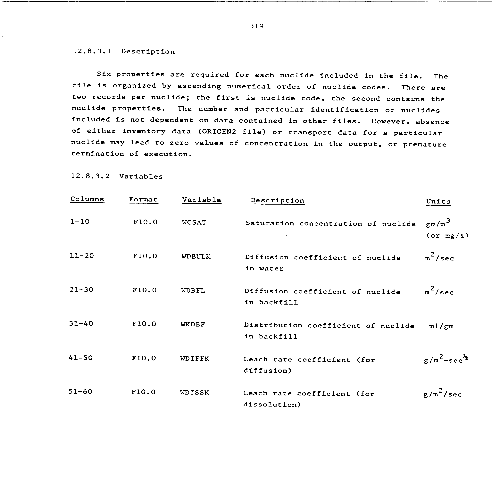 12.8.3.1 Description
Six properties are required for each nuclide included in the file. The
file is organized by ascending numerical order of nuclide codes. There are
two records per nuclide; the first is nuclide code, the second contains the
nuclide properties. The number and particular identification of nuclides
included is not dependent on data contained in other files. However, absence
of either inventory data (ORIGEN2 file) or transport data for a particular
nuclide may lead to zero values of concentration in the output, or premature
termination of execution.
12.8.3.2 Variables
Columns Format Variable Description Units
1-10 F10.0 WCSAT Saturation concentration of nuclide gm/m³
(or mg/l)
11-20 F10.0 WDBULK Diffusion coefficient of nuclide m²/sec
in water
21-30 F10.0 WDBFL Diffusion coefficient of nuclide m²/sec
in backfill
31-40 F10.0 WKDBF Distribution coefficient of nuclide ml/gm
in backfill
41-50 F10.0 WDIFFK Leach rate coefficient (for g/m²-sec½
diffusion)
51-60 F10.0 WDISSK Leach rate coefficient (for g/m²/sec
dissolution)